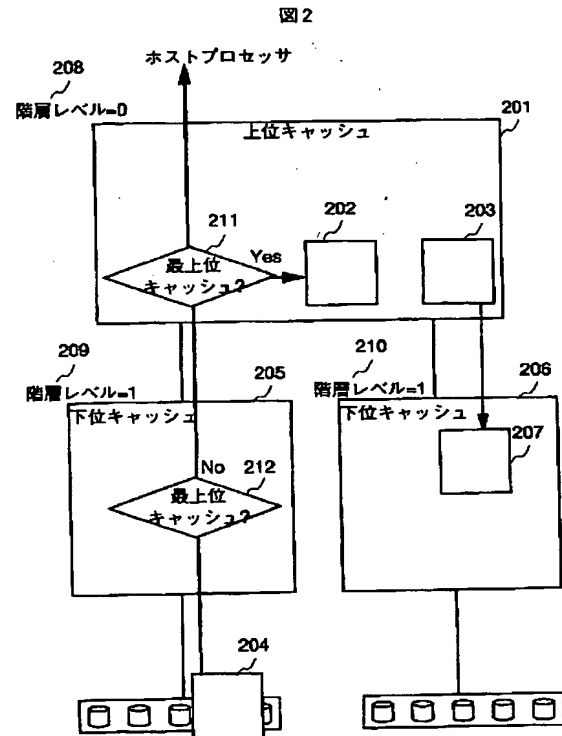 図2
ホストプロセッサ
208
階層レベル=0
201
上位キャッシュ
211
202
203
Yes
最上位
キャッシュ?
209
階層レベル=1
205
210
階層レベル=1
206
下位キャッシュ
下位キャッシュ
207
No
212
最上位
キャッシュ?
204